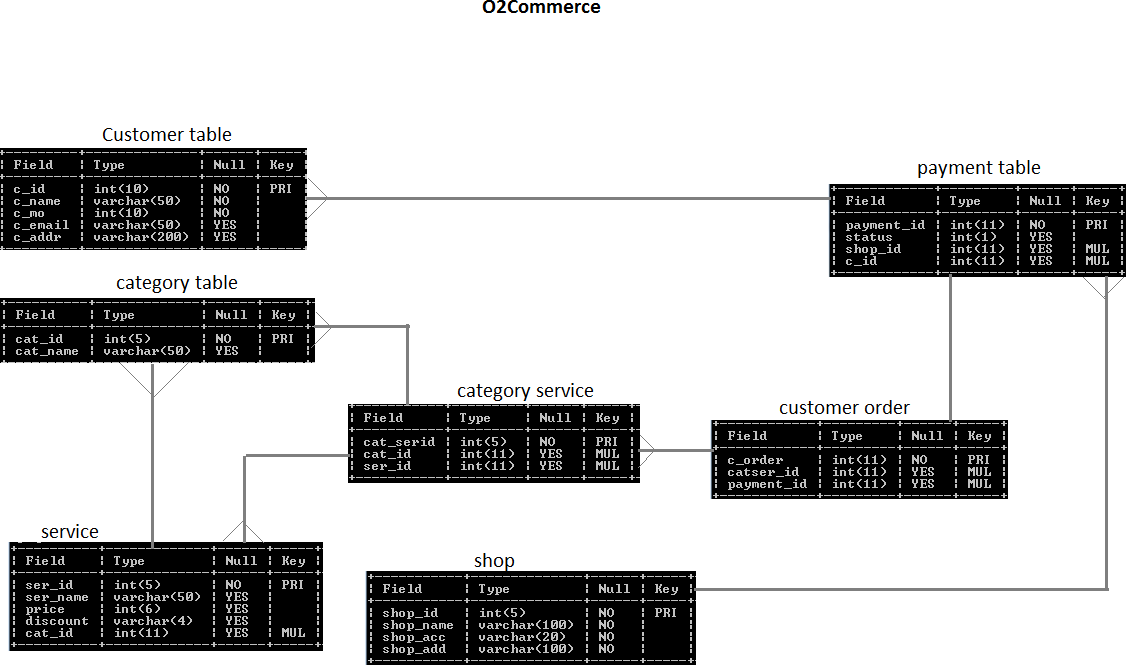 O2Commerce
Customer table
Field Type Null Key
c_id int(10) NO PRI
c_name varchar(50) NO
c_mo int(10) NO
c_email varchar(50) YES
c_addr varchar(200) YES
payment table
Field Type Null Key
payment_id int(11) NO PRI
status int(1) YES
shop_id int(11) YES MUL
c_id int(11) YES MUL
category table
Field Type Null Key
cat_id int(5) NO PRI
cat_name varchar(50) YES
category service
Field Type Null Key
cat_serid int(5) NO PRI
cat_id int(11) YES MUL
ser_id int(11) YES MUL
customer order
Field Type Null Key
c_order int(11) NO PRI
catser_id int(11) YES MUL
payment_id int(11) YES MUL
service
Field Type Null Key
ser_id int(5) NO PRI
ser_name varchar(50) YES
price int(6) YES
discount varchar(4) YES
cat_id int(11) YES MUL
shop
Field Type Null Key
shop_id int(5) NO PRI
shop_name varchar(100) NO
shop_acc varchar(20) NO
shop_add varchar(100) NO